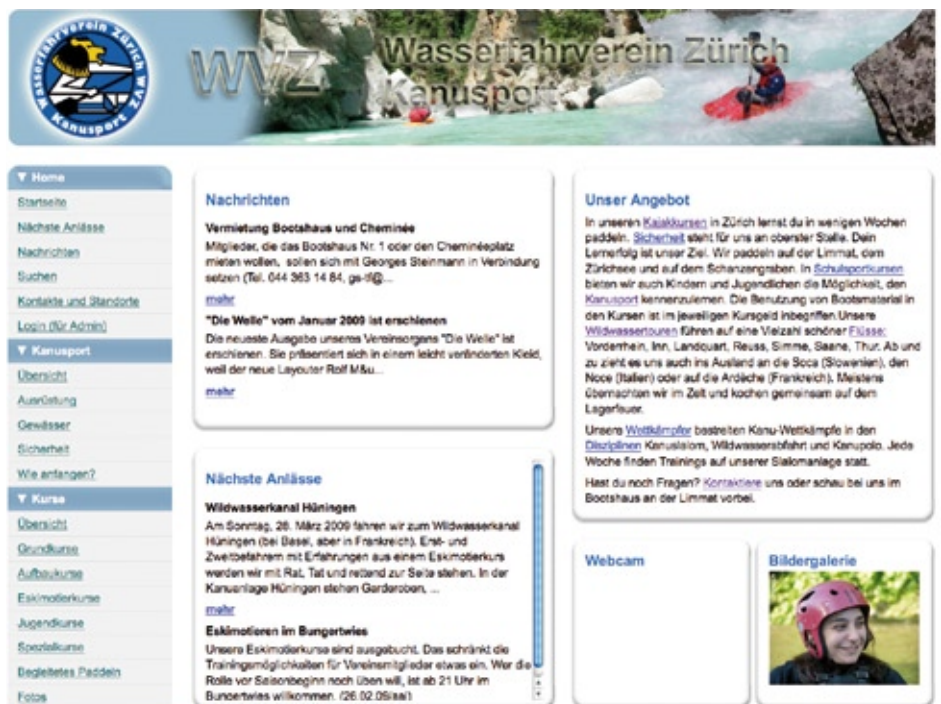 Wasserfahrverein Zürich WVZ
Kanusport
WVZ
Wasserfahrverein Zürich
Kanusport
▼ Home
Startseite
Nächste Anlässe
Nachrichten
Suchen
Kontakte und Standorte
Login (für Admin)
▼ Kanusport
Übersicht
Ausrüstung
Gewässer
Sicherheit
Wie anfangen?
▼ Kurse
Übersicht
Grundkurse
Aufbaukurse
Eskimotierkurse
Jugendkurse
Spezialkurse
Begleitetes Paddeln
Fotos
Nachrichten
Vermietung Bootshaus und Cheminée
Mitglieder, die das Bootshaus Nr. 1 oder den Cheminéeplatz
mieten wollen, sollen sich mit Georges Steinmann in Verbindung
setzen (Tel. 044 363 14 84, gs-tl@...
mehr
"Die Welle" vom Januar 2009 ist erschienen
Die neueste Ausgabe unseres Vereinsorgans "Die Welle" ist
erschienen. Sie präsentiert sich in einem leicht veränderten Kleid,
weil der neue Layouter Rolf M&u...
mehr
Nächste Anlässe
Wildwasserkanal Hüningen
Am Sonntag, 26. März 2009 fahren wir zum Wildwasserkanal
Hüningen (bei Basel, aber in Frankreich). Erst- und
Zweitbefahrern mit Erfahrungen aus einem Eskimotierkurs
werden wir mit Rat, Tat und rettend zur Seite stehen. In der
Kanuanlage Hüningen stehen Garderoben, ...
mehr
Eskimotieren im Bungertwies
Unsere Eskimotierkurse sind ausgebucht. Das schränkt die
Trainingsmöglichkeiten für Vereinsmitglieder etwas ein. Wer die
Rolle vor Saisonbeginn noch üben will, ist ab 21 Uhr im
Bungertwies willkommen. (26.02.09/aaj)
Unser Angebot
In unseren Kajakkursen in Zürich lernst du in wenigen Wochen
paddeln. Sicherheit steht für uns an oberster Stelle. Dein
Lernerfolg ist unser Ziel. Wir paddeln auf der Limmat, dem
Zürichsee und auf dem Schanzengraben. In Schulsportkursen
bieten wir auch Kindern und Jugendlichen die Möglichkeit, den
Kanusport kennenzulernen. Die Benutzung von Bootsmaterial in
den Kursen ist im jeweiligen Kursgeld inbegriffen.Unsere
Wildwassertouren führen auf eine Vielzahl schöner Flüsse:
Vorderrhein, Inn, Landquart, Reuss, Simme, Saane, Thur. Ab und
zu zieht es uns auch ins Ausland an die Soca (Slowenien), den
Noce (Italien) oder auf die Ardèche (Frankreich). Meistens
übernachten wir im Zelt und kochen gemeinsam auf dem
Lagerfeuer.
Unsere Wettkämpfer bestreiten Kanu-Wettkämpfe in den
Disziplinen Kanuslalom, Wildwasserabfahrt und Kanupolo. Jede
Woche finden Trainings auf unserer Slalomanlage statt.
Hast du noch Fragen? Kontaktiere uns oder schau bei uns im
Bootshaus an der Limmat vorbei.
Webcam
Bildergalerie